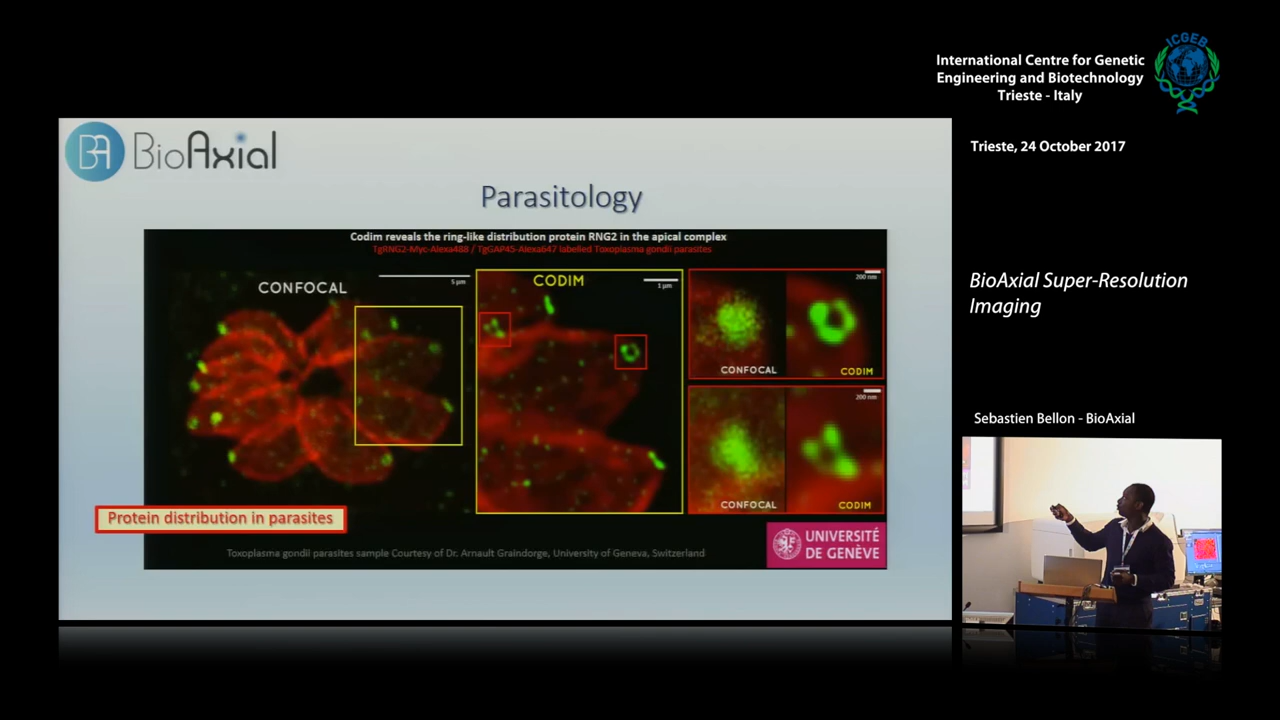 ICGEB
International Centre for Genetic
Engineering and Biotechnology
Trieste - Italy
Trieste, 24 October 2017
BA BioAxial
Parasitology
Codim reveals the ring-like distribution protein RNG2 in the apical complex
TgRNG2-Myc-Alexa488 / TgGAP45-Alexa647 labelled Toxoplasma gondii parasites
CONFOCAL
5 µm
CODIM
1 µm
200 nm
CONFOCAL
CODIM
200 nm
CONFOCAL
CODIM
Protein distribution in parasites
Toxoplasma gondii parasites sample Courtesy of Dr. Arnault Graindorge, University of Geneva, Switzerland
UNIVERSITÉ
DE GENÈVE
BioAxial Super-Resolution
Imaging
Sebastien Bellon - BioAxial